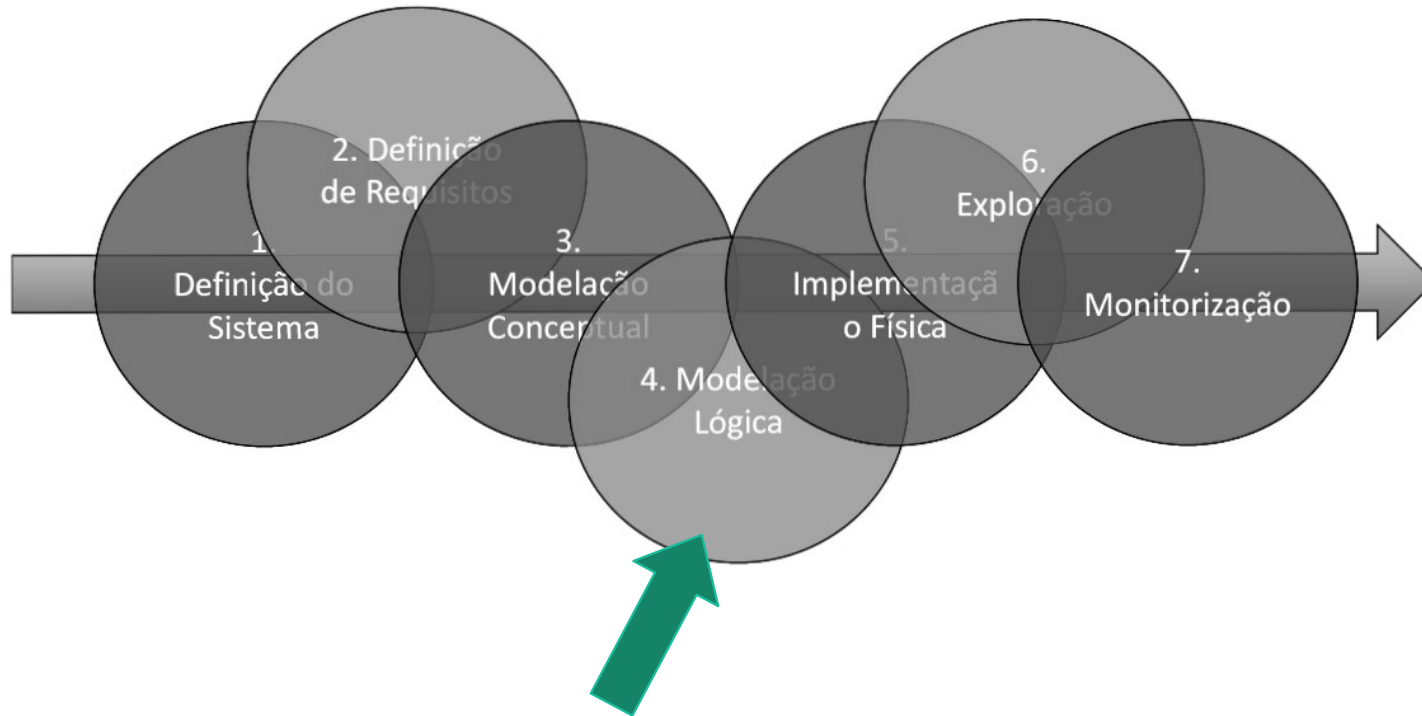 1.
Definição do
Sistema
2. Definição
de Requisitos
3.
Modelação
Conceptual
4. Modelação
Lógica
5.
Implementaçã
o Física
6.
Exploração
7.
Monitorização